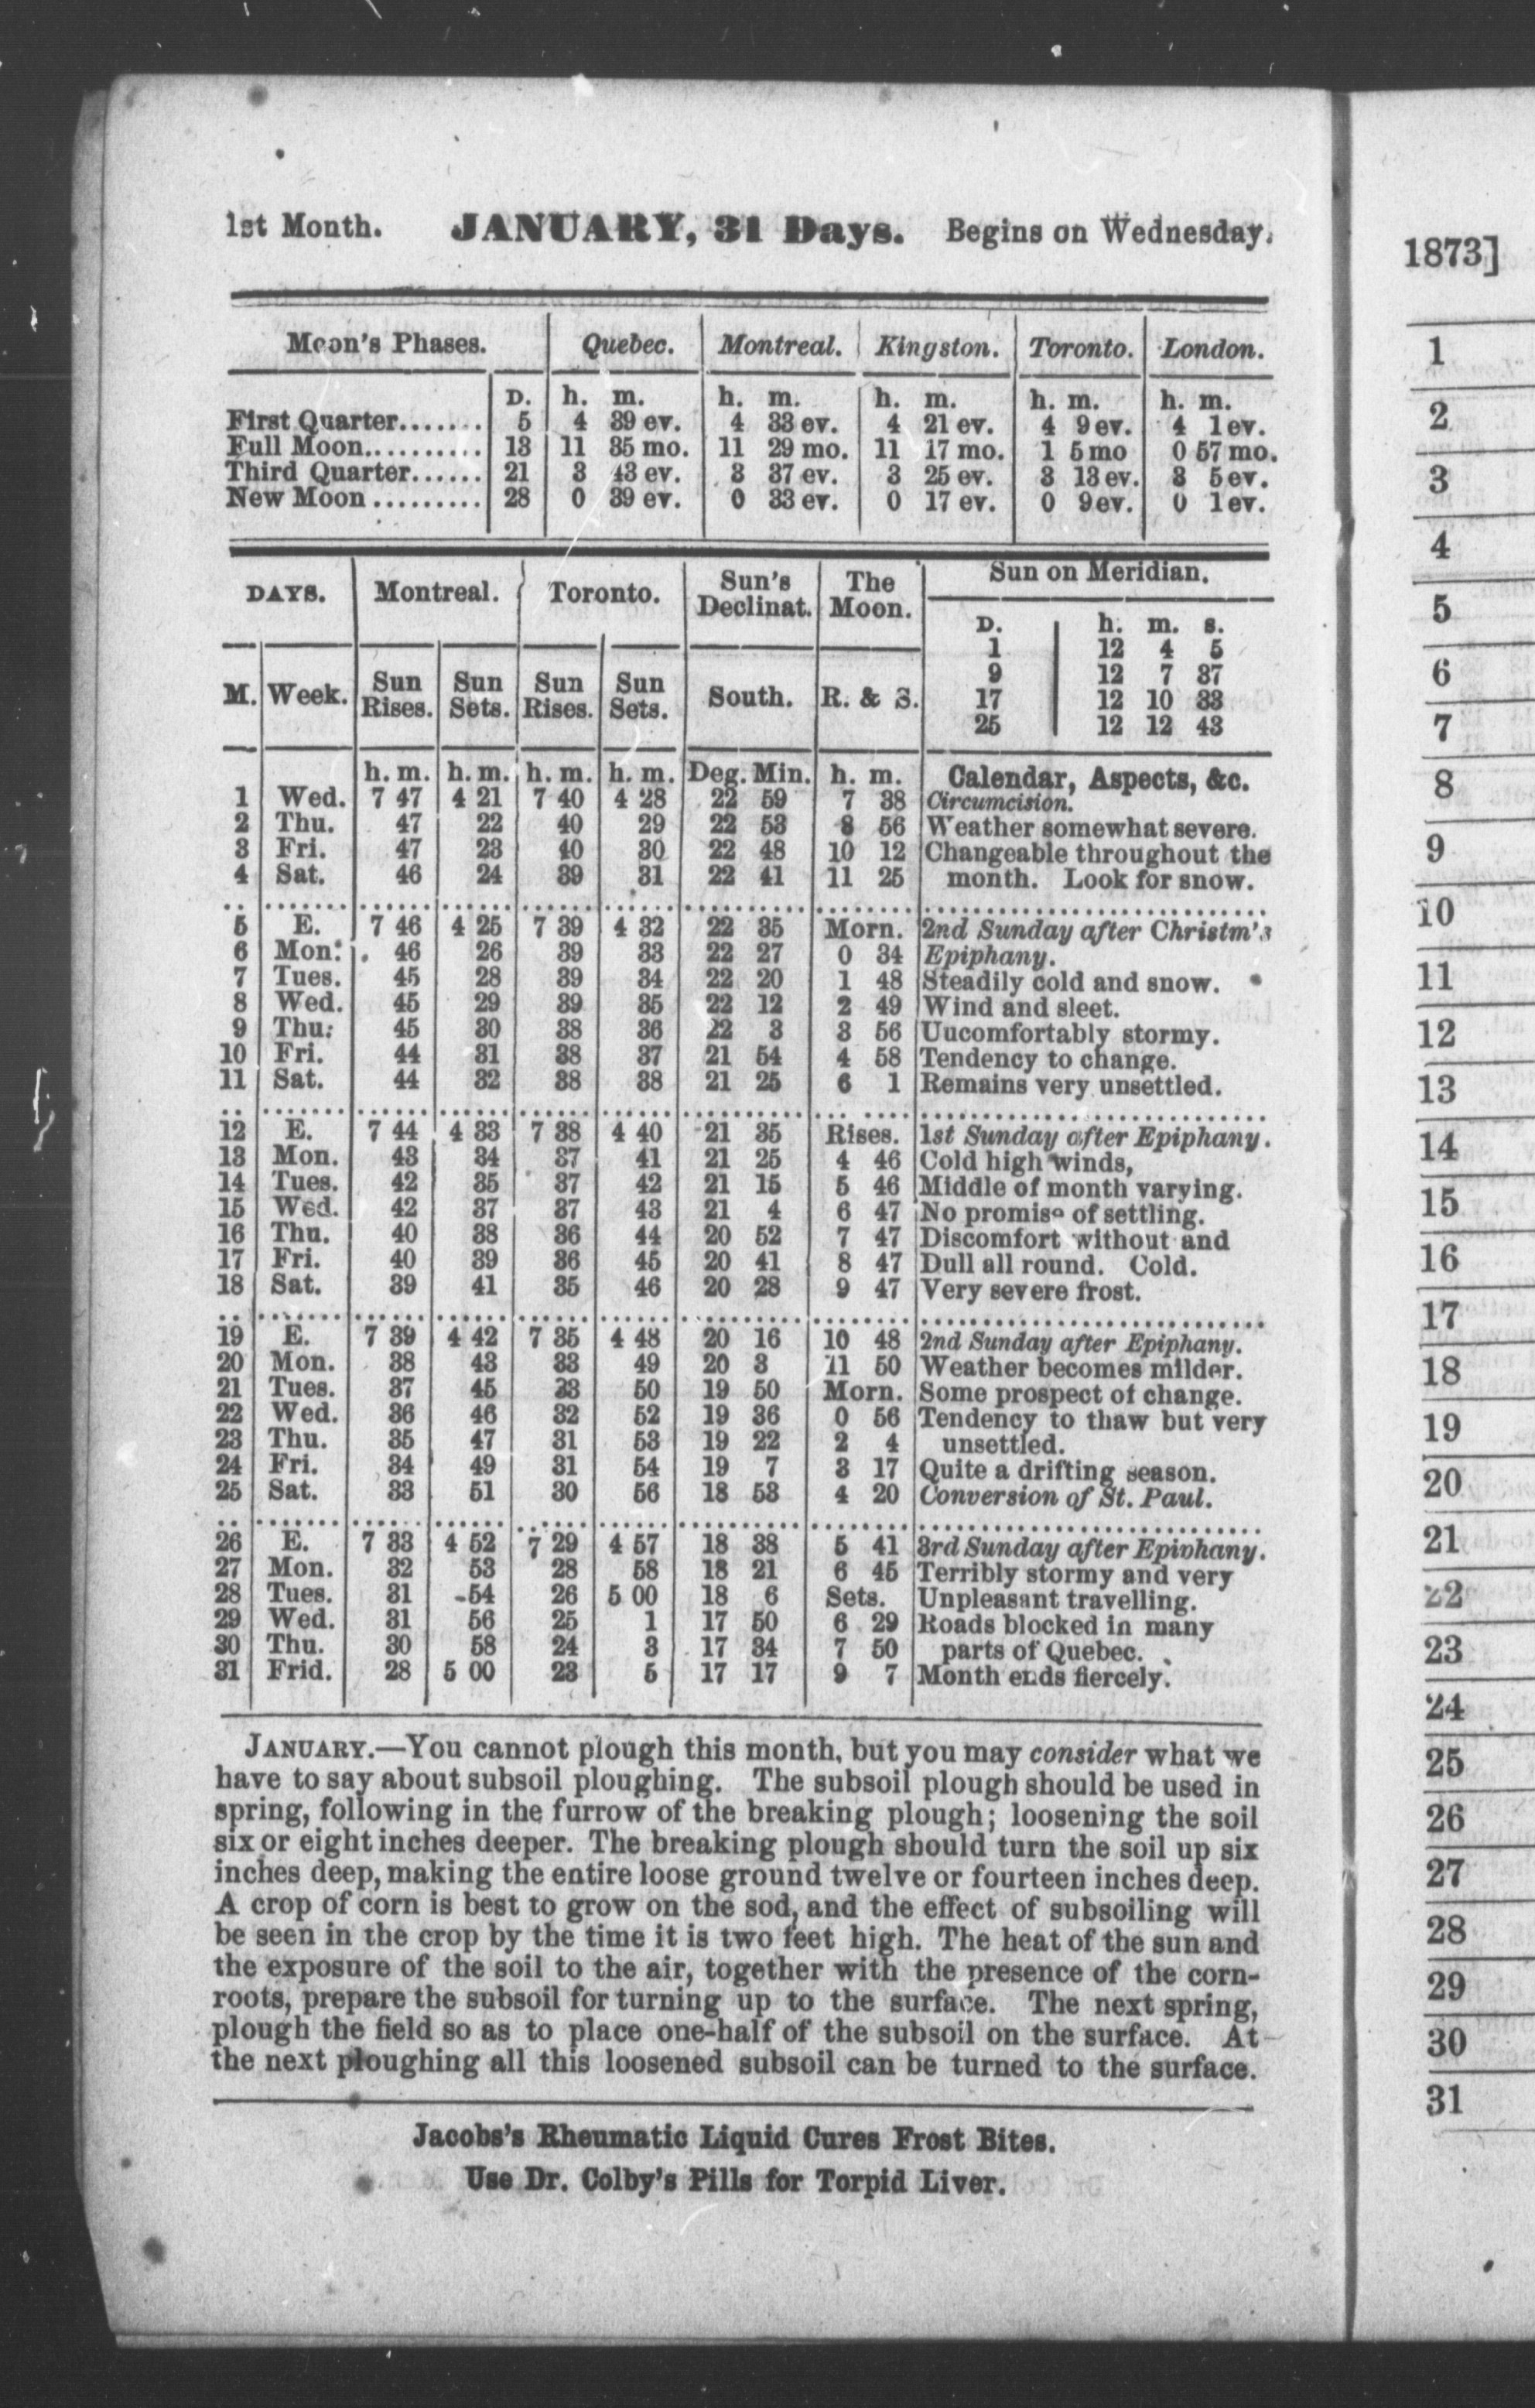 1st Month. JANUARY, 31 Days. Begins on Wednesday.
Moon's Phases. Quebec. Montreal. Kingston. Toronto. London.
D. h. m. h. m. h. m. h. m. h. m.
First Quarter....... 5 4 39 ev. 4 33 ev. 4 21 ev. 4 9 ev. 4 1 ev.
Full Moon.......... 13 11 35 mo. 11 29 mo. 11 17 mo. 1 5 mo 0 57 mo.
Third Quarter...... 21 3 43 ev. 3 37 ev. 3 25 ev. 3 13 ev. 3 5 ev.
New Moon.......... 28 0 39 ev. 0 33 ev. 0 17 ev. 0 9 ev. 0 1 ev.
DAYS. Montreal. Toronto. Sun's Declinat. The Moon. Sun on Meridian.
D. h. m. s.
1 12 4 5
9 12 7 37
17 12 10 33
25 12 12 43
M. Week. Sun Rises. Sun Sets. Sun Rises. Sun Sets. South. R. & S.
h. m. h. m. h. m. h. m. Deg. Min. h. m. Calendar, Aspects, &c.
1 Wed. 7 47 4 21 7 40 4 28 22 59 7 38 Circumcision.
2 Thu. 47 22 40 29 22 53 8 56 Weather somewhat severe.
3 Fri. 47 23 40 30 22 48 10 12 Changeable throughout the
4 Sat. 46 24 39 31 22 41 11 25 month. Look for snow.
5 E. 7 46 4 25 7 39 4 32 22 35 Morn. 2nd Sunday after Christm's
6 Mon. 46 26 39 33 22 27 0 34 Epiphany.
7 Tues. 45 28 39 34 22 20 1 48 Steadily cold and snow.
8 Wed. 45 29 39 35 22 12 2 49 Wind and sleet.
9 Thu. 45 30 38 36 22 3 3 56 Uucomfortably stormy.
10 Fri. 44 31 38 37 21 54 4 58 Tendency to change.
11 Sat. 44 32 38 38 21 25 6 1 Remains very unsettled.
12 E. 7 44 4 33 7 38 4 40 21 35 Rises. 1st Sunday after Epiphany.
13 Mon. 43 34 37 41 21 25 4 46 Cold high winds,
14 Tues. 42 35 37 42 21 15 5 46 Middle of month varying.
15 Wed. 42 37 37 43 21 4 6 47 No promise of settling.
16 Thu. 40 38 36 44 20 52 7 47 Discomfort without and
17 Fri. 40 39 36 45 20 41 8 47 Dull all round. Cold.
18 Sat. 39 41 35 46 20 28 9 47 Very severe frost.
19 E. 7 39 4 42 7 35 4 48 20 16 10 48 2nd Sunday after Epiphany.
20 Mon. 38 43 33 49 20 3 11 50 Weather becomes milder.
21 Tues. 37 45 33 50 19 50 Morn. Some prospect of change.
22 Wed. 36 46 32 52 19 36 0 56 Tendency to thaw but very
23 Thu. 35 47 31 53 19 22 2 4 unsettled.
24 Fri. 34 49 31 54 19 7 3 17 Quite a drifting season.
25 Sat. 33 51 30 56 18 53 4 20 Conversion of St. Paul.
26 E. 7 33 4 52 7 29 4 57 18 38 5 41 3rd Sunday after Epiphany.
27 Mon. 32 53 28 58 18 21 6 45 Terribly stormy and very
28 Tues. 31 54 26 5 00 18 6 Sets. Unpleasant travelling.
29 Wed. 31 56 25 1 17 50 6 29 Roads blocked in many
30 Thu. 30 58 24 3 17 34 7 50 parts of Quebec.
31 Frid. 28 5 00 23 5 17 17 9 7 Month ends fiercely.
JANUARY.—You cannot plough this month, but you may consider what we
have to say about subsoil ploughing. The subsoil plough should be used in
spring, following in the furrow of the breaking plough; loosening the soil
six or eight inches deeper. The breaking plough should turn the soil up six
inches deep, making the entire loose ground twelve or fourteen inches deep.
A crop of corn is best to grow on the sod, and the effect of subsoiling will
be seen in the crop by the time it is two feet high. The heat of the sun and
the exposure of the soil to the air, together with the presence of the corn-
roots, prepare the subsoil for turning up to the surface. The next spring,
plough the field so as to place one-half of the subsoil on the surface. At
the next ploughing all this loosened subsoil can be turned to the surface.
Jacobs's Rheumatic Liquid Cures Frost Bites.
Use Dr. Colby's Pills for Torpid Liver.
1873]
1
2
3
4
5
6
7
8
9
10
11
12
13
14
15
16
17
18
19
20
21
22
23
24
25
26
27
28
29
30
31